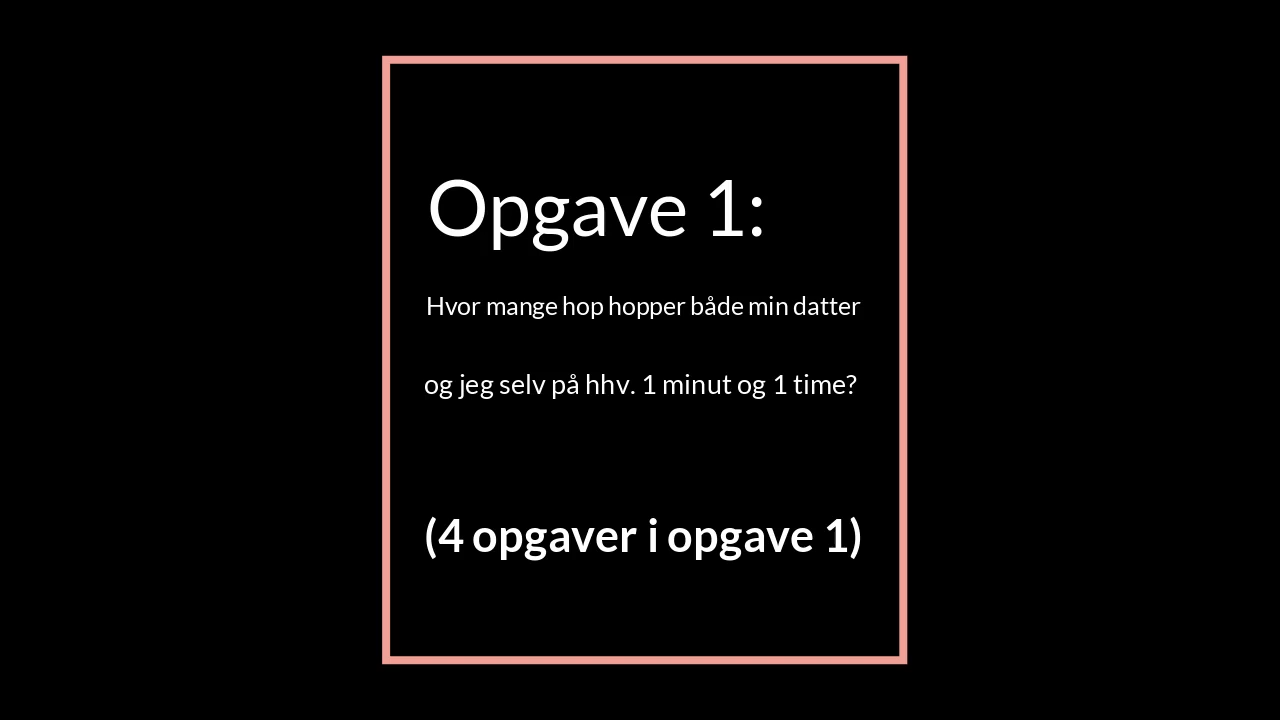 Opgave 1:
Hvor mange hop hopper både min datter
og jeg selv på hhv. 1 minut og 1 time?
(4 opgaver i opgave 1)